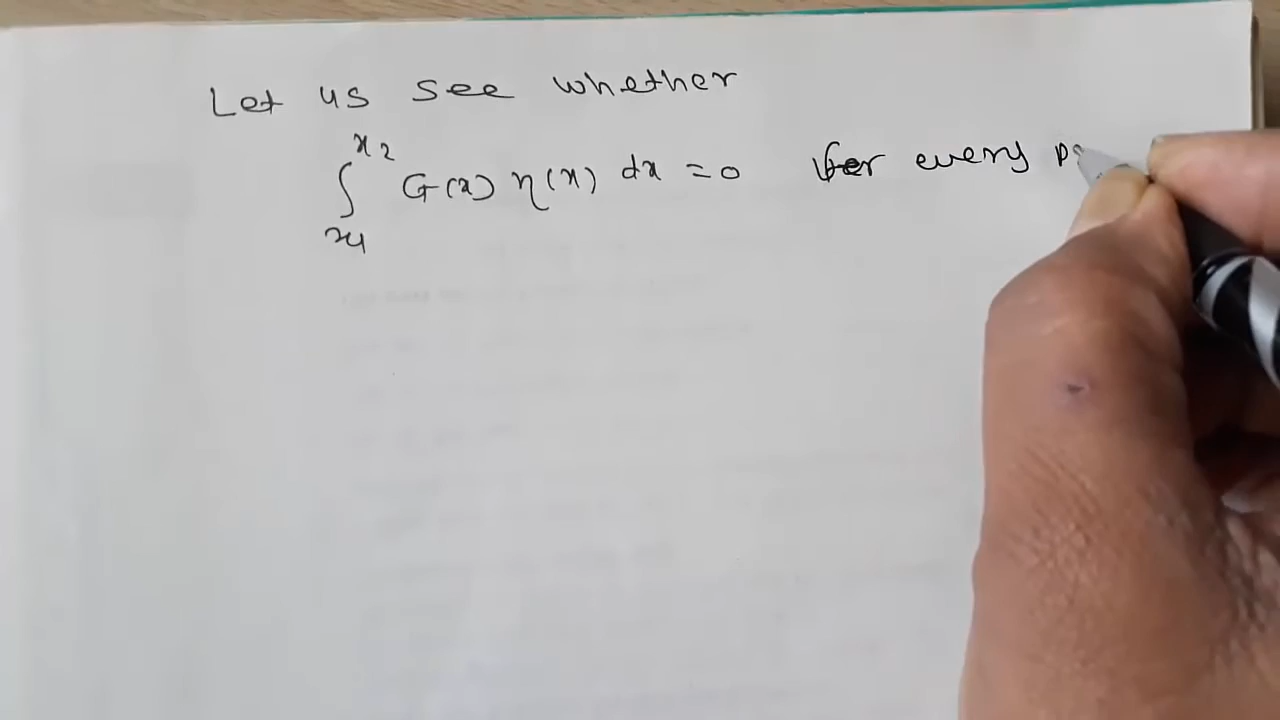 Let us see whether
∫_{x1}^{x2} G(x) η(x) dx = 0 for every